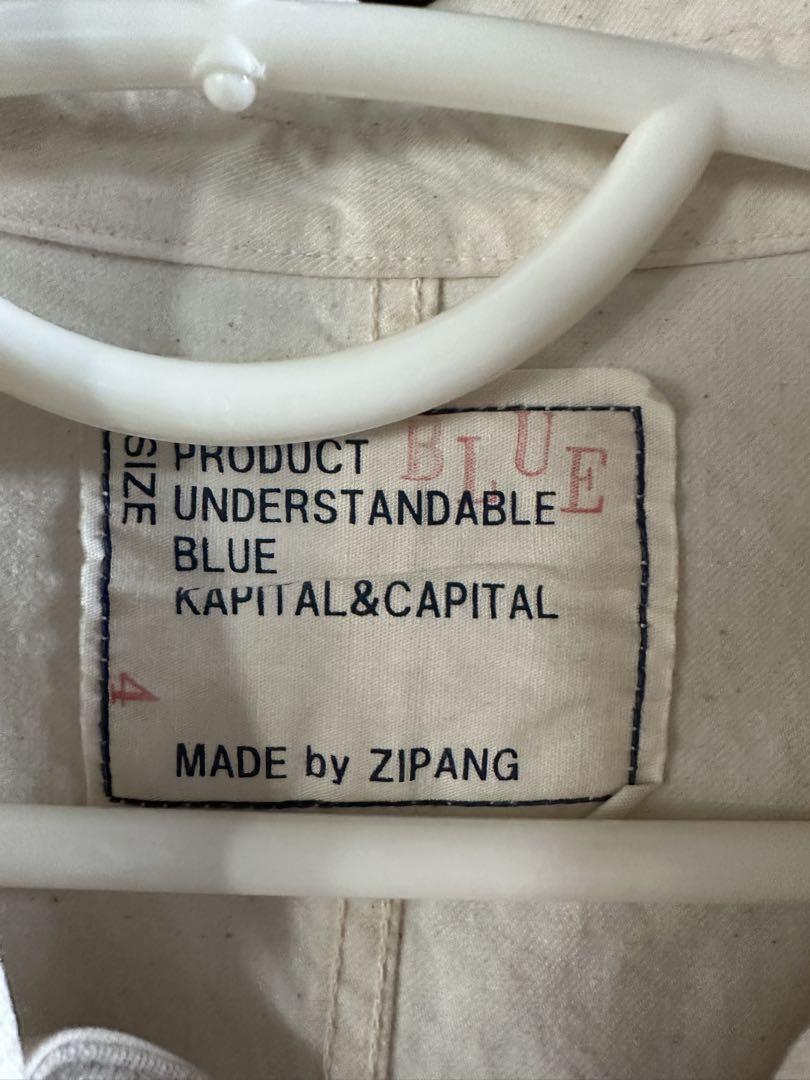 SIZE
PRODUCT
BLUE
UNDERSTANDABLE
BLUE
KAPITAL&CAPITAL
4
MADE by ZIPANG